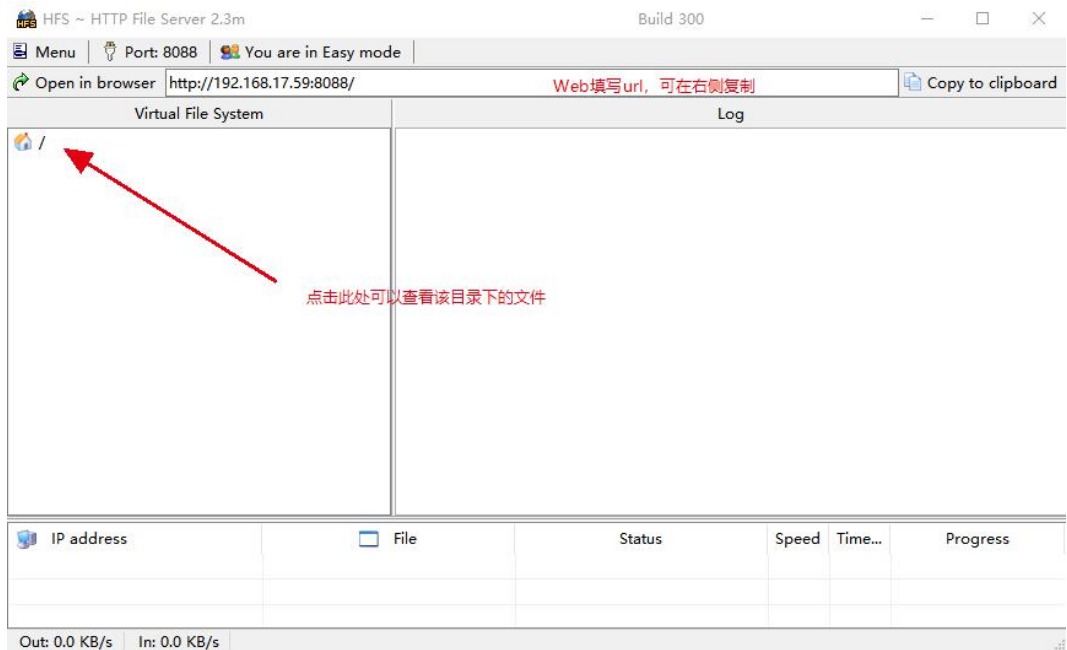 HFS ~ HTTP File Server 2.3m Build 300
Menu Port: 8088 You are in Easy mode
Open in browser http://192.168.17.59:8088/ Web填写url，可在右侧复制 Copy to clipboard
Virtual File System Log
/
点击此处可以查看该目录下的文件
IP address File Status Speed Time... Progress
Out: 0.0 KB/s In: 0.0 KB/s